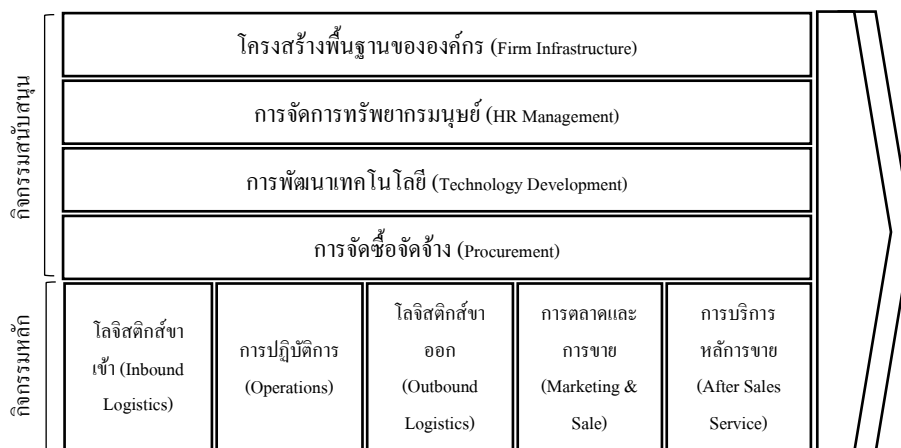 กิจกรรมสนับสนุน
โครงสร้างพื้นฐานขององค์กร (Firm Infrastructure)
การจัดการทรัพยากรมนุษย์ (HR Management)
การพัฒนาเทคโนโลยี (Technology Development)
การจัดซื้อจัดจ้าง (Procurement)
กิจกรรมหลัก
โลจิสติกส์ขา
เข้า (Inbound
Logistics)
การปฏิบัติการ
(Operations)
โลจิสติกส์ขา
ออก
(Outbound
Logistics)
การตลาดและ
การขาย
(Marketing &
Sale)
การบริการ
หลักการขาย
(After Sales
Service)